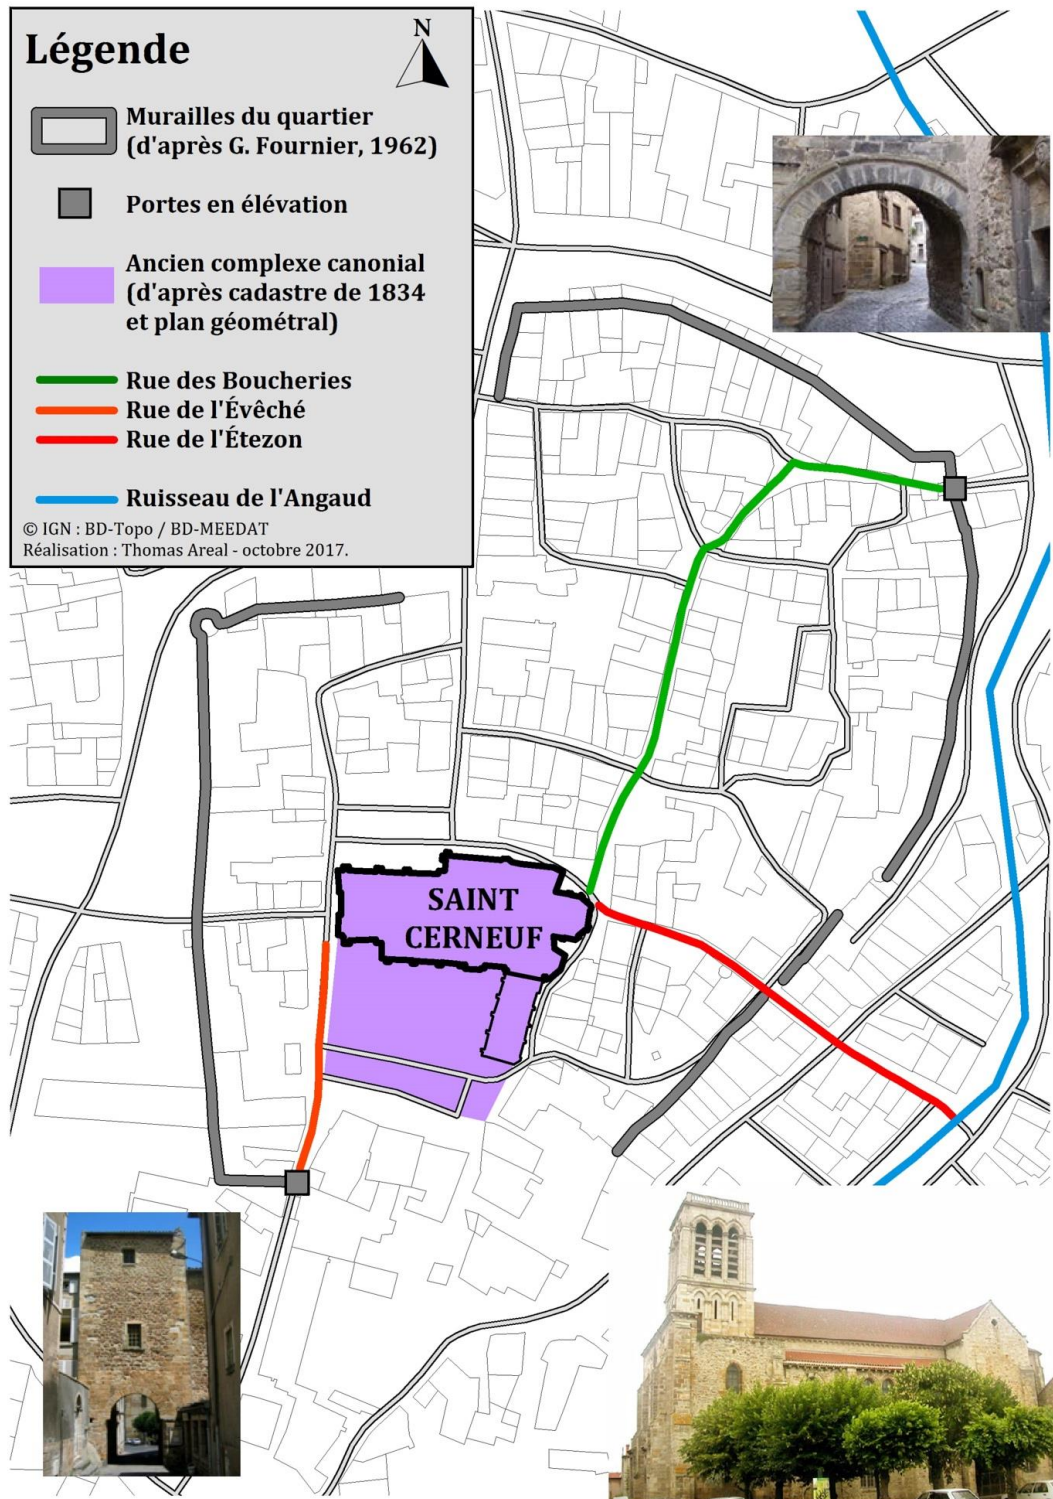 Légende
N
Murailles du quartier
(d'après G. Fournier, 1962)
Portes en élévation
Ancien complexe canonial
(d'après cadastre de 1834
et plan géométral)
Rue des Boucheries
Rue de l'Évêché
Rue de l'Étezon
Ruisseau de l'Angaud
© IGN : BD-Topo / BD-MEEDAT
Réalisation : Thomas Areal - octobre 2017.
SAINT
CERNEUF